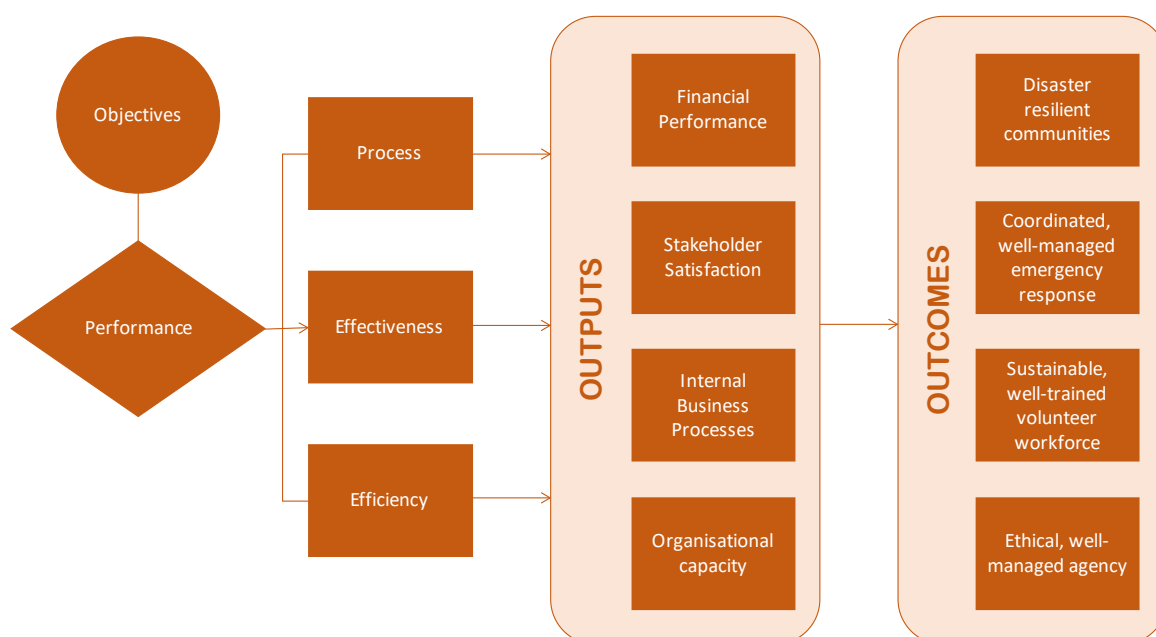 Objectives
Performance
Process
Effectiveness
Efficiency
OUTPUTS
Financial
Performance
Stakeholder
Satisfaction
Internal
Business
Processes
Organisational
capacity
OUTCOMES
Disaster
resilient
communities
Coordinated,
well-managed
emergency
response
Sustainable,
well-trained
volunteer
workforce
Ethical, well-
managed agency